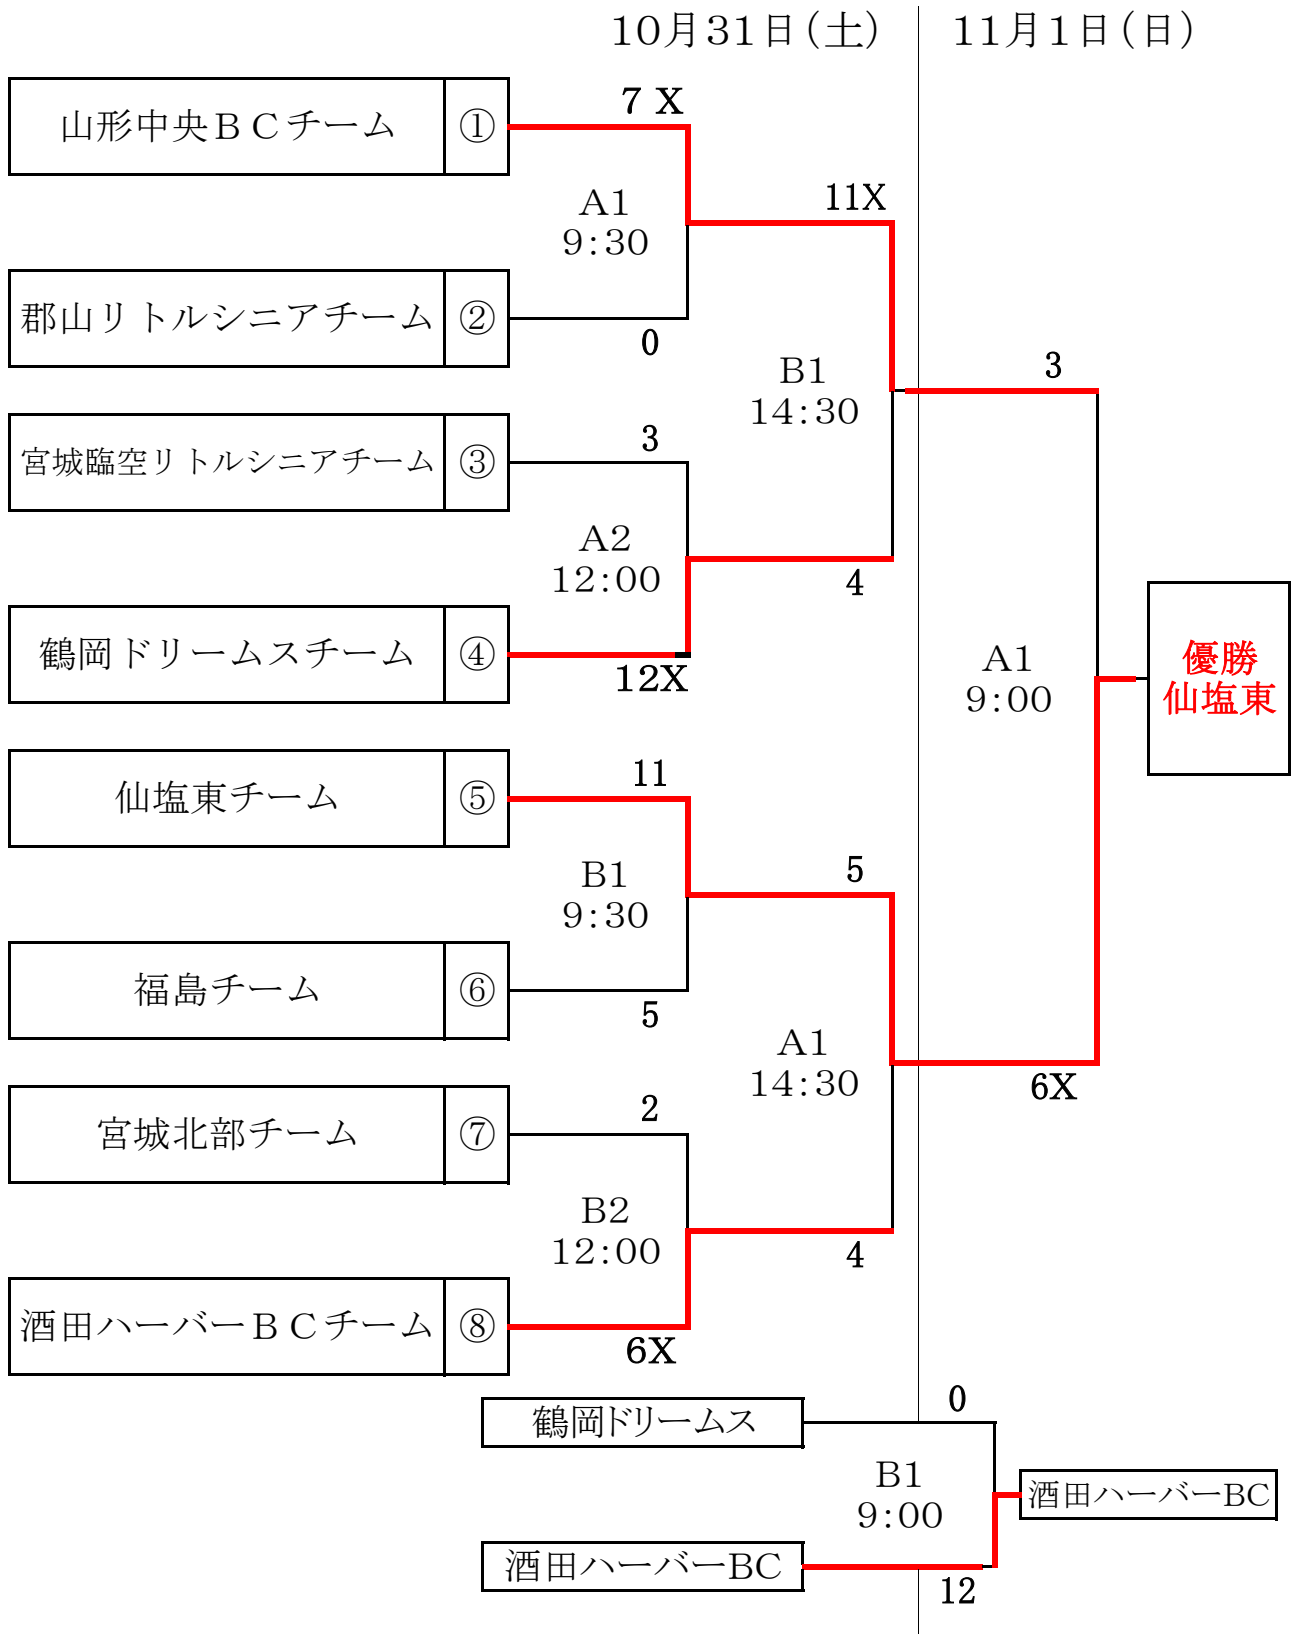 10月31日(土)
11月1日(日)
7 X
山形中央ＢＣチーム ①
A1
9:30
11X
郡山リトルシニアチーム ②
0
B1
14:30
3
宮城臨空リトルシニアチーム ③
3
A2
12:00
4
鶴岡ドリームスチーム ④
12X
A1
9:00
優勝
仙塩東
仙塩東チーム ⑤
11
B1
9:30
5
福島チーム ⑥
5
A1
14:30
6X
宮城北部チーム ⑦
2
B2
12:00
4
酒田ハーバーＢＣチーム ⑧
6X
鶴岡ドリームス
0
B1
9:00
酒田ハーバーBC
酒田ハーバーBC
12